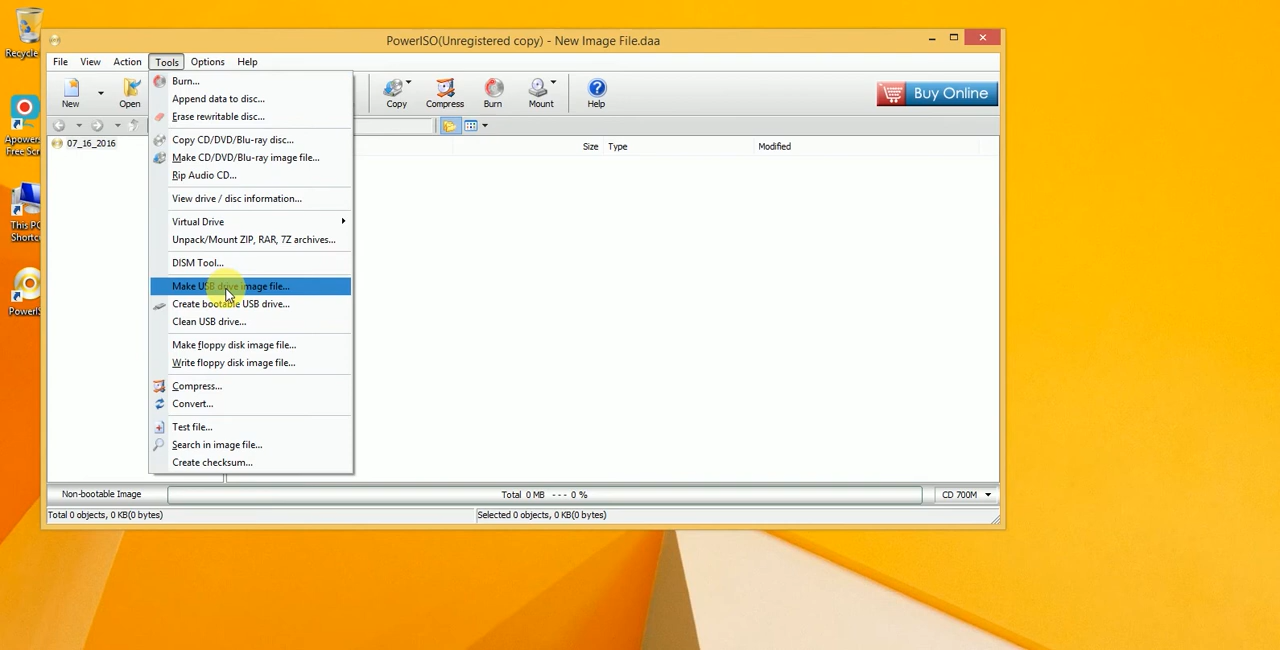 Recycle
PowerISO(Unregistered copy) - New Image File.daa
File View Action Tools Options Help
New Open Copy Compress Burn Mount Help Buy Online
Apowers
Free Scr
This PC
Shortc
PowerI
07_16_2016
Size Type Modified
Burn...
Append data to disc...
Erase rewritable disc...
Copy CD/DVD/Blu-ray disc...
Make CD/DVD/Blu-ray image file...
Rip Audio CD...
View drive / disc information...
Virtual Drive
Unpack/Mount ZIP, RAR, 7Z archives...
DISM Tool...
Make USB drive image file...
Create bootable USB drive...
Clean USB drive...
Make floppy disk image file...
Write floppy disk image file...
Compress...
Convert...
Test file...
Search in image file...
Create checksum...
Non-bootable Image Total 0 MB --- 0 % CD 700M
Total 0 objects, 0 KB(0 bytes) Selected 0 objects, 0 KB(0 bytes)